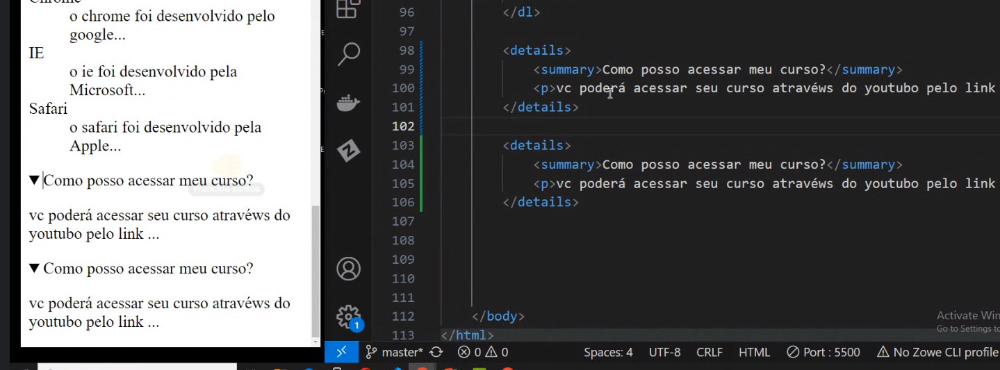 Chrome
o chrome foi desenvolvido pelo
google...
IE
o ie foi desenvolvido pela
Microsoft...
Safari
o safari foi desenvolvido pela
Apple...
Como posso acessar meu curso?
Francine santos
vc poderá acessar seu curso atravéws do
youtubo pelo link ...
Como posso acessar meu curso?
vc poderá acessar seu curso atravéws do
youtubo pelo link ...
1
96 </dl>
97
98 <details>
99 <summary>Como posso acessar meu curso?</summary>
100 <p>vc poderá acessar seu curso atravéws do youtubo pelo link
101 </details>
102
103 <details>
104 <summary>Como posso acessar meu curso?</summary>
105 <p>vc poderá acessar seu curso atravéws do youtubo pelo link
106 </details>
107
108
109
110
111
112 </body>
113 </html>
Activate Win
Go to Settings to
master* 0 0 Spaces: 4 UTF-8 CRLF HTML Port : 5500 No Zowe CLI profile